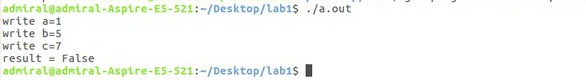 admiral@admiral-Aspire-E5-521:~/Desktop/lab1$ ./a.out
write a=1
write b=5
write c=7
result = False
admiral@admiral-Aspire-E5-521:~/Desktop/lab1$